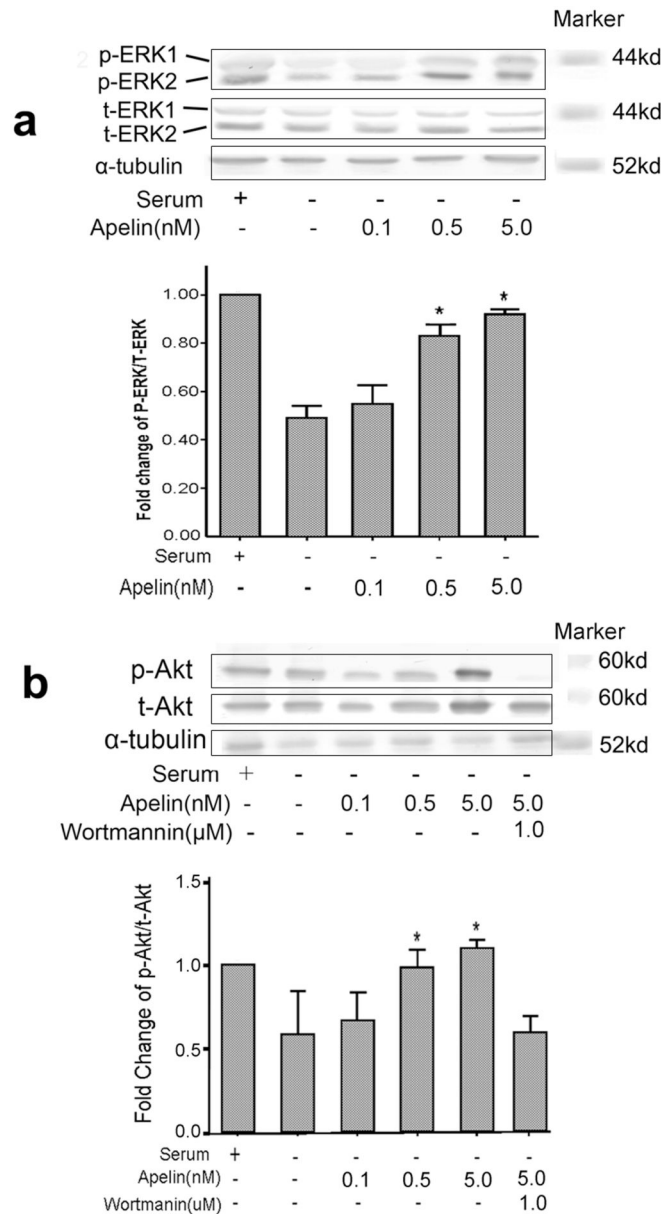 Marker
p-ERK1
44kd
p-ERK2
a
t-ERK1
44kd
t-ERK2
α-tubulin
52kd
Serum + - - - -
Apelin(nM) - - 0.1 0.5 5.0
Fold change of P-ERK/T-ERK
1.00
0.80
0.60
0.40
0.20
0.00
* *
Serum + - - - -
Apelin(nM) - - 0.1 0.5 5.0
Marker
b
p-Akt
60kd
t-Akt
60kd
α-tubulin
52kd
Serum + - - - - -
Apelin(nM) - - 0.1 0.5 5.0 5.0
Wortmannin(µM) - - - - - 1.0
Fold Change of p-Akt/t-Akt
1.5
1.0
0.5
0.0
* *
Serum + - - - - -
Apelin(nM) - - 0.1 0.5 5.0 5.0
Wortmannin(uM) - - - - - 1.0